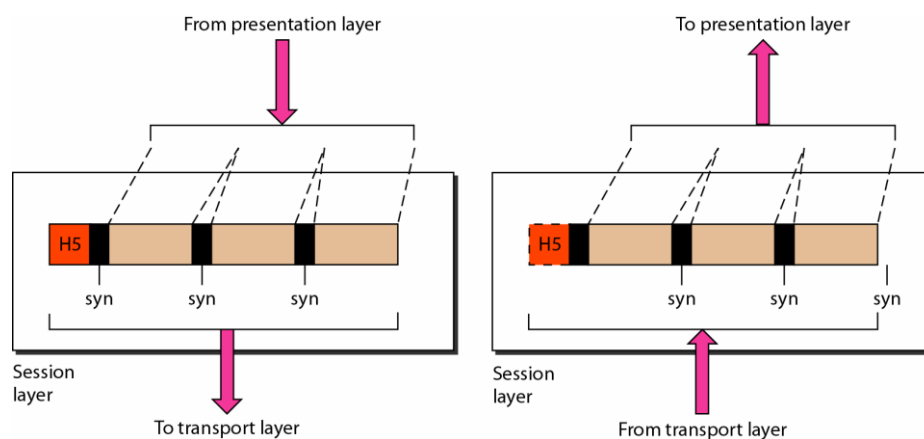 From presentation layer
To presentation layer
H5
H5
syn
syn
syn
syn
syn
syn
Session
layer
Session
layer
To transport layer
From transport layer